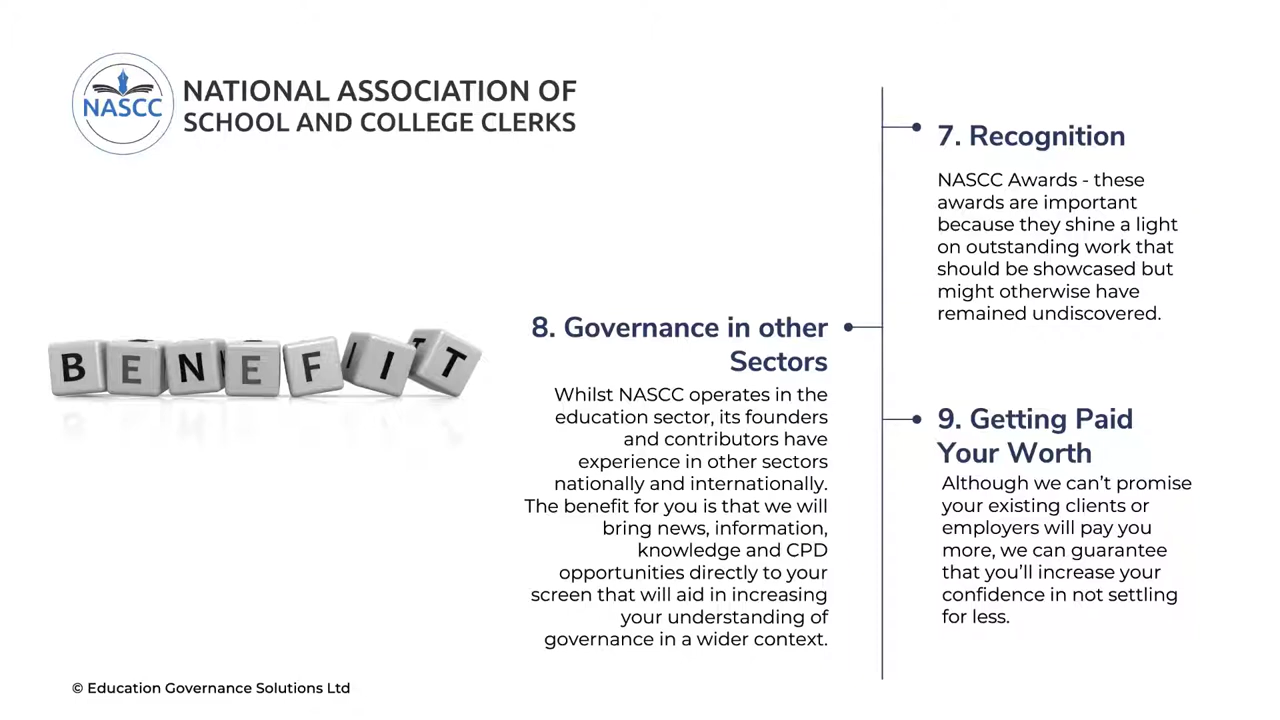 NASCC
NATIONAL ASSOCIATION OF
SCHOOL AND COLLEGE CLERKS
BENEFIT
7. Recognition
NASCC Awards - these
awards are important
because they shine a light
on outstanding work that
should be showcased but
might otherwise have
remained undiscovered.
8. Governance in other
Sectors
Whilst NASCC operates in the
education sector, its founders
and contributors have
experience in other sectors
nationally and internationally.
The benefit for you is that we will
bring news, information,
knowledge and CPD
opportunities directly to your
screen that will aid in increasing
your understanding of
governance in a wider context.
9. Getting Paid
Your Worth
Although we can’t promise
your existing clients or
employers will pay you
more, we can guarantee
that you’ll increase your
confidence in not settling
for less.
© Education Governance Solutions Ltd